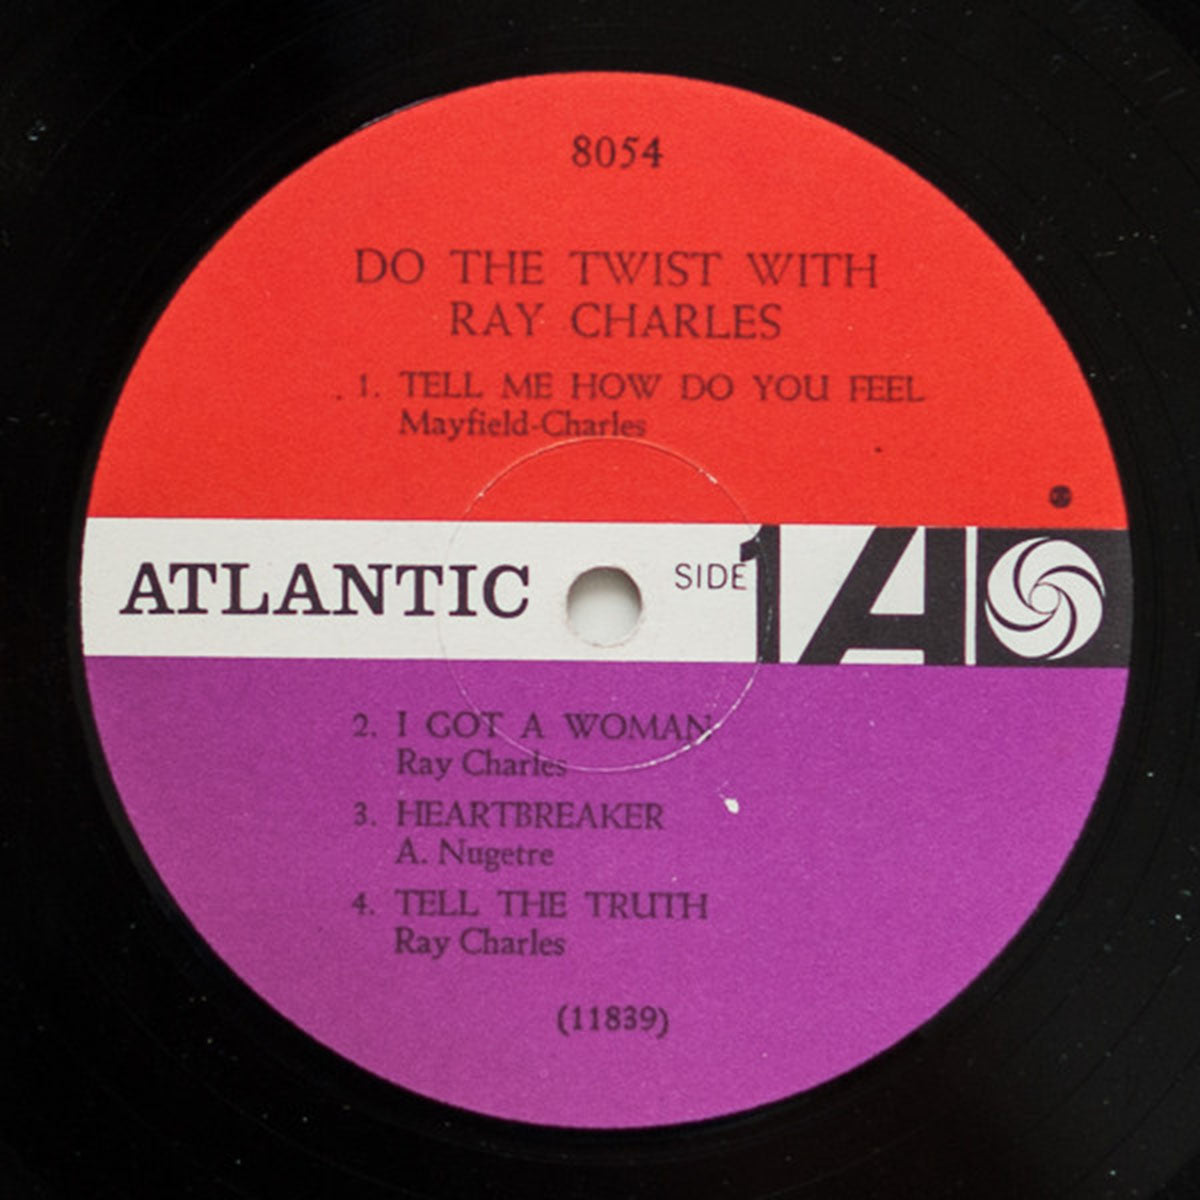 8054
DO THE TWIST WITH
RAY CHARLES
1. TELL ME HOW DO YOU FEEL
Mayfield-Charles
ATLANTIC
SIDE 1
A
2. I GOT A WOMAN
Ray Charles
3. HEARTBREAKER
A. Nugetre
4. TELL THE TRUTH
Ray Charles
(11839)